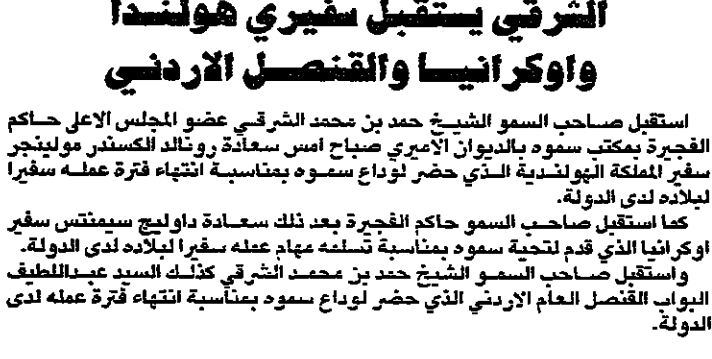 الشرقي يستقبل سفيري هولندا
واوكرانيا والقنصل الاردني
استقبل صاحب السمو الشيخ حمد بن محمد الشرقي عضو المجلس الاعلى حاكم
الفجيرة بمكتب سموه بالديوان الاميري صباح امس سعادة رونالد الكسندر مولينجر
سفير المملكة الهولندية الذي حضر لوداع سموه بمناسبة انتهاء فترة عمله سفيرا
لبلاده لدى الدولة.
كما استقبل صاحب السمو حاكم الفجيرة بعد ذلك سعادة داوليج سيمنتس سفير
اوكرانيا الذي قدم لتحية سموه بمناسبة تسلمه مهام عمله سفيرا لبلاده لدى الدولة.
واستقبل صاحب السمو الشيخ حمد بن محمد الشرقي كذلك السيد عبداللطيف
البواب القنصل العام الاردني الذي حضر لوداع سموه بمناسبة انتهاء فترة عمله لدى
الدولة.